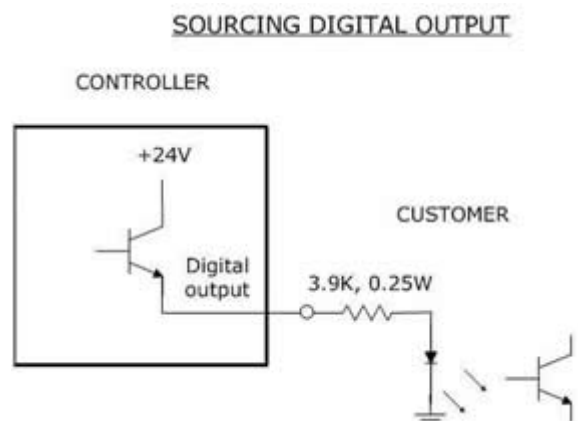 SOURCING DIGITAL OUTPUT
CONTROLLER
+24V
CUSTOMER
Digital
output
3.9K, 0.25W